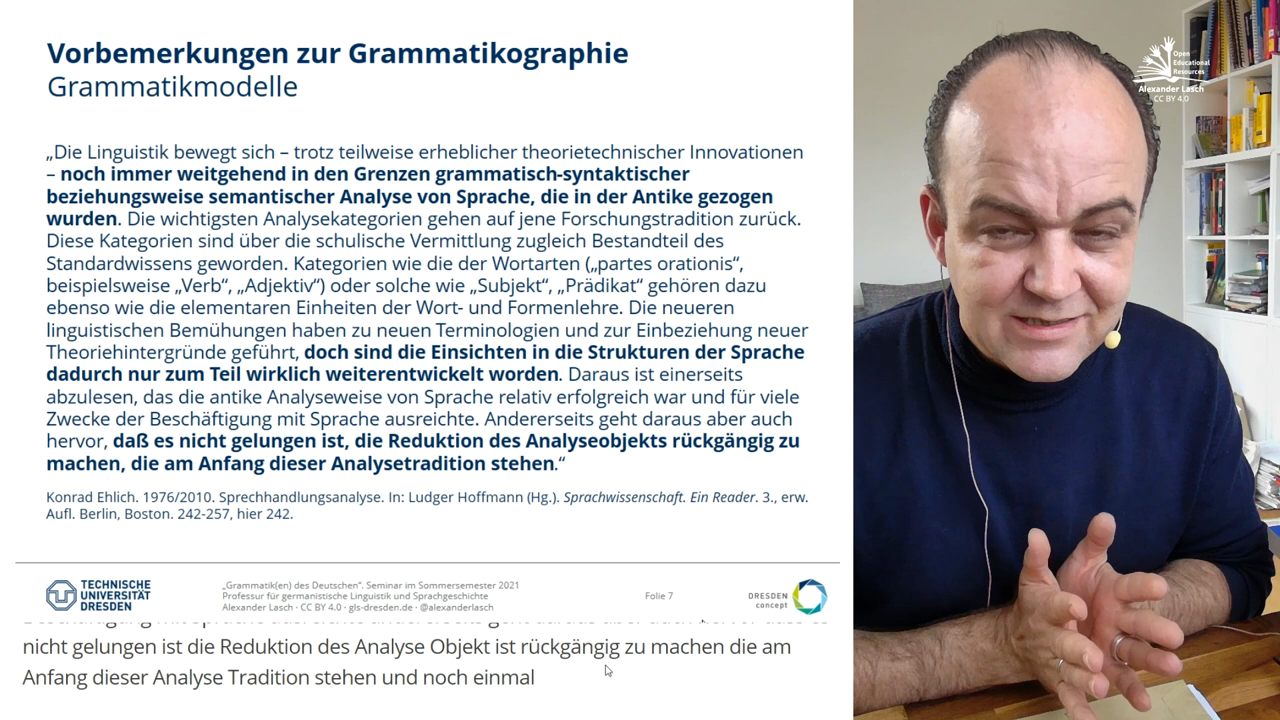 Vorbemerkungen zur Grammatikographie
Grammatikmodelle
„Die Linguistik bewegt sich – trotz teilweise erheblicher theorietechnischer Innovationen
– noch immer weitgehend in den Grenzen grammatisch-syntaktischer
beziehungsweise semantischer Analyse von Sprache, die in der Antike gezogen
wurden. Die wichtigsten Analysekategorien gehen auf jene Forschungstradition zurück.
Diese Kategorien sind über die schulische Vermittlung zugleich Bestandteil des
Standardwissens geworden. Kategorien wie die der Wortarten („partes orationis“,
beispielsweise „Verb“, „Adjektiv“) oder solche wie „Subjekt“, „Prädikat“ gehören dazu
ebenso wie die elementaren Einheiten der Wort- und Formenlehre. Die neueren
linguistischen Bemühungen haben zu neuen Terminologien und zur Einbeziehung neuer
Theoriehintergründe geführt, doch sind die Einsichten in die Strukturen der Sprache
dadurch nur zum Teil wirklich weiterentwickelt worden. Daraus ist einerseits
abzulesen, das die antike Analyseweise von Sprache relativ erfolgreich war und für viele
Zwecke der Beschäftigung mit Sprache ausreichte. Andererseits geht daraus aber auch
hervor, daß es nicht gelungen ist, die Reduktion des Analyseobjekts rückgängig zu
machen, die am Anfang dieser Analysetradition stehen.“
Konrad Ehlich. 1976/2010. Sprechhandlungsanalyse. In: Ludger Hoffmann (Hg.). Sprachwissenschaft. Ein Reader. 3., erw.
Aufl. Berlin, Boston. 242-257, hier 242.
TECHNISCHE
UNIVERSITÄT
DRESDEN
„Grammatik(en) des Deutschen“. Seminar im Sommersemester 2021
Professur für germanistische Linguistik und Sprachgeschichte
Alexander Lasch · CC BY 4.0 · gls-dresden.de · @alexanderlasch
Folie 7
DRESDEN
concept
nicht gelungen ist die Reduktion des Analyse Objekt ist rückgängig zu machen die am
Anfang dieser Analyse Tradition stehen und noch einmal
Open
Educational
Resources
Alexander Lasch
CC BY 4.0